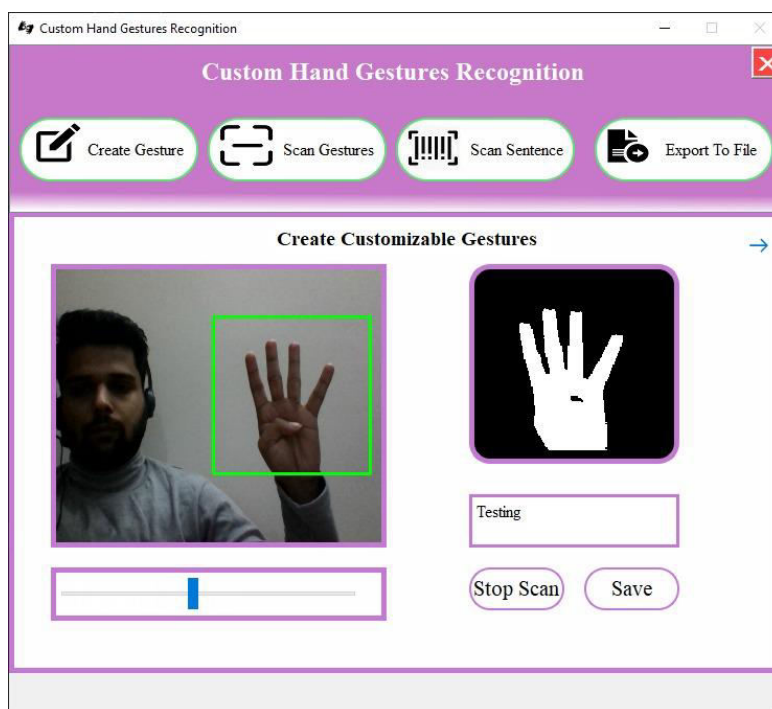 Custom Hand Gestures Recognition
Custom Hand Gestures Recognition
Create Gesture
Scan Gestures
Scan Sentence
Export To File
Create Customizable Gestures
Testing
Stop Scan
Save